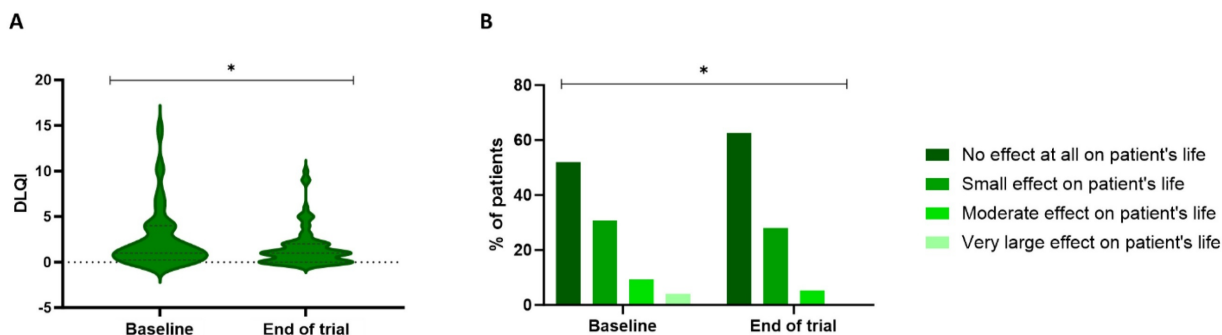 A
*
DLQI
20
15
10
5
0
-5
Baseline
End of trial
B
*
% of patients
80
60
40
20
0
Baseline
End of trial
No effect at all on patient's life
Small effect on patient's life
Moderate effect on patient's life
Very large effect on patient's life